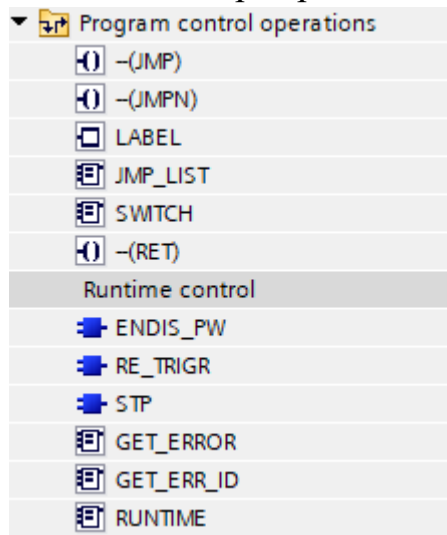 Program control operations
–(JMP)
–(JMPN)
LABEL
JMP_LIST
SWITCH
–(RET)
Runtime control
ENDIS_PW
RE_TRIGR
STP
GET_ERROR
GET_ERR_ID
RUNTIME